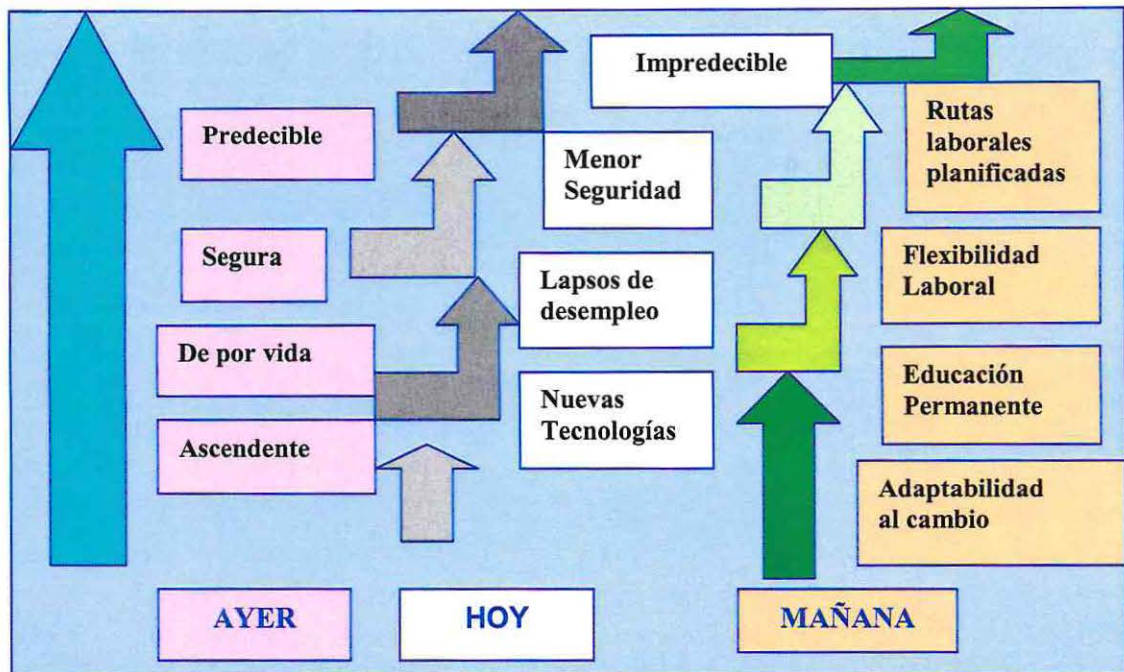 Predecible
Segura
De por vida
Ascendente
AYER
Impredecible
Menor
Seguridad
Lapsos de
desempleo
Nuevas
Tecnologías
HOY
Rutas
laborales
planificadas
Flexibilidad
Laboral
Educación
Permanente
Adaptabilidad
al cambio
MAÑANA